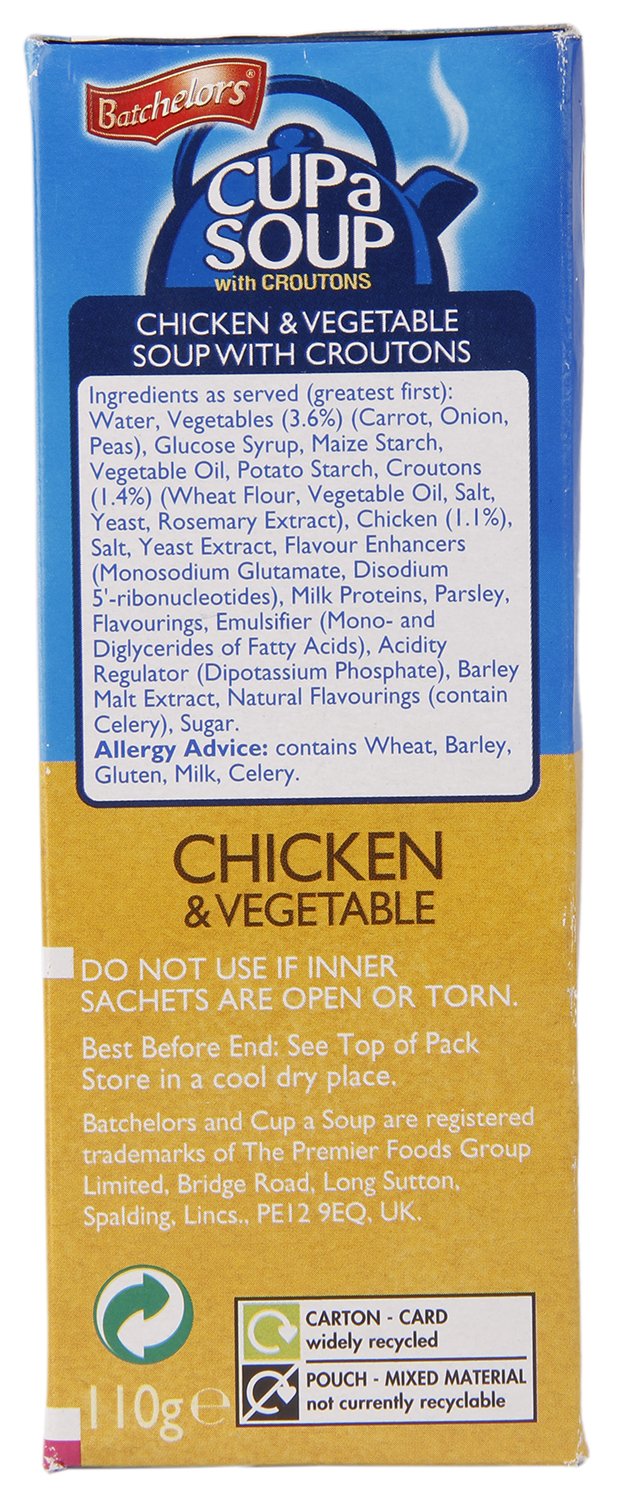 Batchelors®
CUPa
SOUP
with CROUTONS
CHICKEN & VEGETABLE
SOUP WITH CROUTONS
Ingredients as served (greatest first):
Water, Vegetables (3.6%) (Carrot, Onion,
Peas), Glucose Syrup, Maize Starch,
Vegetable Oil, Potato Starch, Croutons
(1.4%) (Wheat Flour, Vegetable Oil, Salt,
Yeast, Rosemary Extract), Chicken (1.1%),
Salt, Yeast Extract, Flavour Enhancers
(Monosodium Glutamate, Disodium
5'-ribonucleotides), Milk Proteins, Parsley,
Flavourings, Emulsifier (Mono- and
Diglycerides of Fatty Acids), Acidity
Regulator (Dipotassium Phosphate), Barley
Malt Extract, Natural Flavourings (contain
Celery), Sugar.
Allergy Advice: contains Wheat, Barley,
Gluten, Milk, Celery.
CHICKEN
& VEGETABLE
DO NOT USE IF INNER
SACHETS ARE OPEN OR TORN.
Best Before End: See Top of Pack
Store in a cool dry place.
Batchelors and Cup a Soup are registered
trademarks of The Premier Foods Group
Limited, Bridge Road, Long Sutton,
Spalding, Lincs., PE12 9EQ, UK.
CARTON - CARD
widely recycled
POUCH - MIXED MATERIAL
not currently recyclable
110g ℮